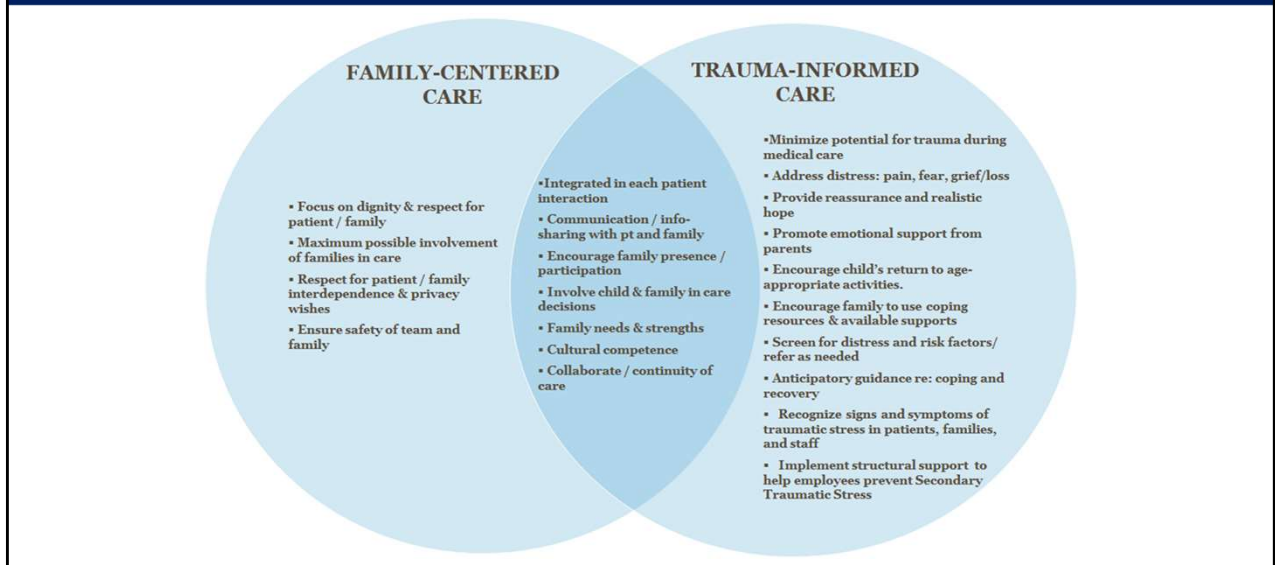 FAMILY-CENTERED
CARE
▪ Focus on dignity & respect for
patient / family
▪ Maximum possible involvement
of families in care
▪ Respect for patient / family
interdependence & privacy
wishes
▪ Ensure safety of team and
family
▪Integrated in each patient
interaction
▪ Communication / info-
sharing with pt and family
▪ Encourage family presence /
participation
▪ Involve child & family in care
decisions
▪ Family needs & strengths
▪ Cultural competence
▪ Collaborate / continuity of
care
TRAUMA-INFORMED
CARE
▪Minimize potential for trauma during
medical care
▪ Address distress: pain, fear, grief/loss
▪ Provide reassurance and realistic
hope
▪ Promote emotional support from
parents
▪ Encourage child's return to age-
appropriate activities.
▪ Encourage family to use coping
resources & available supports
▪ Screen for distress and risk factors/
refer as needed
▪ Anticipatory guidance re: coping and
recovery
▪ Recognize signs and symptoms of
traumatic stress in patients, families,
and staff
▪ Implement structural support to
help employees prevent Secondary
Traumatic Stress